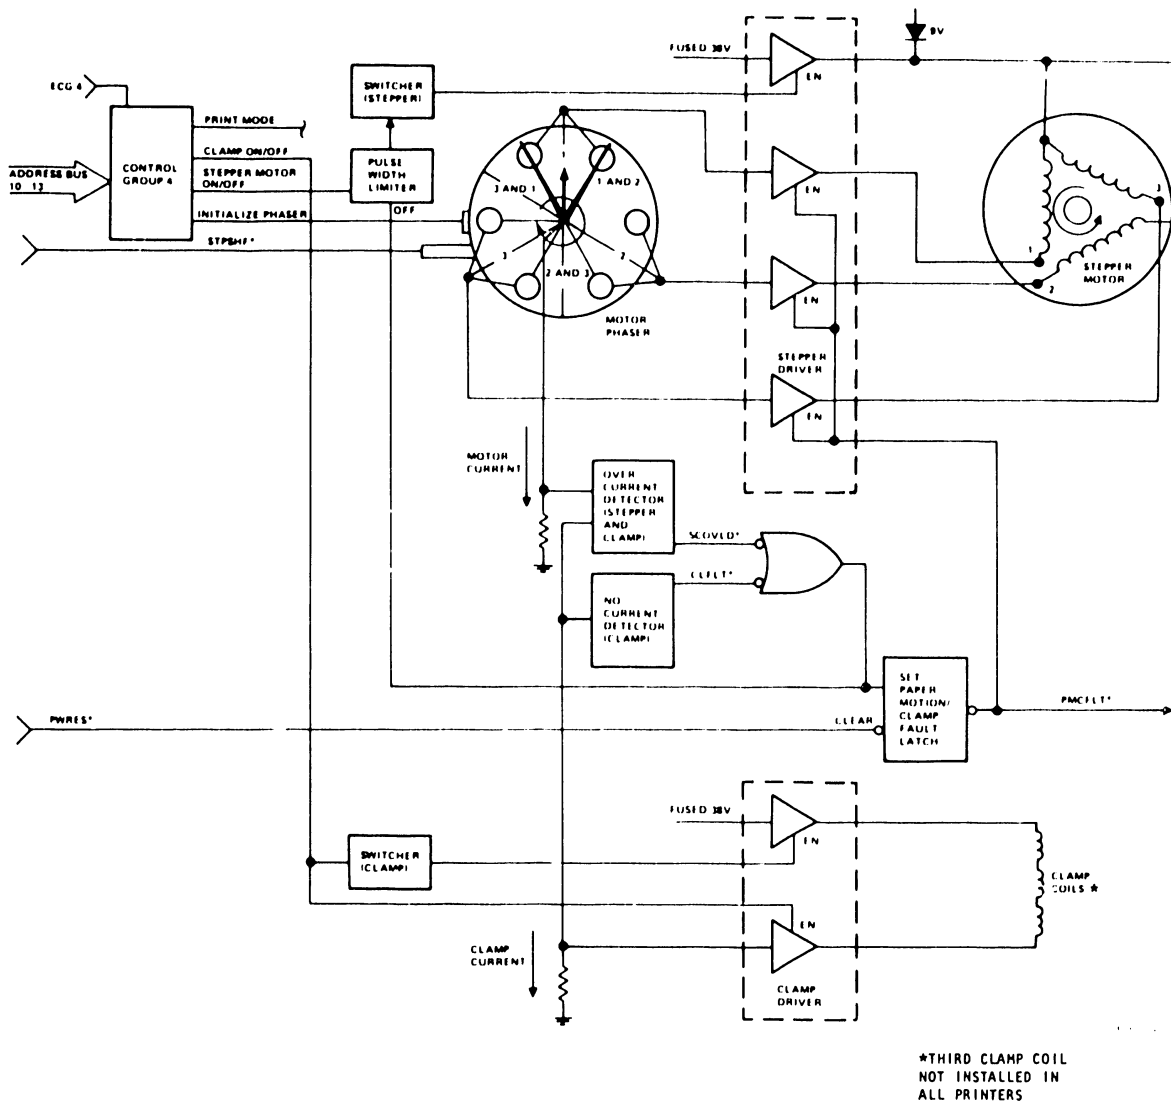 9V
FUSED 38V
EN
ECG 4
SWITCHER
(STEPPER)
PRINT MODE
CONTROL
GROUP 4
CLAMP ON/OFF
ADDRESS BUS
10 13
STEPPER MOTOR
ON/OFF
PULSE
WIDTH
LIMITER
OFF
INITIALIZE PHASER
STPSHF*
3 AND 1
1 AND 2
3
2 AND 3
2
MOTOR
PHASER
EN
EN
STEPPER
DRIVER
EN
1
2
3
STEPPER
MOTOR
MOTOR
CURRENT
OVER
CURRENT
DETECTOR
(STEPPER
AND
CLAMP)
SCOVLD*
CLFLT*
NO
CURRENT
DETECTOR
(CLAMP)
SET
PAPER
MOTION/
CLAMP
FAULT
LATCH
PMCFLT*
PWRES*
CLEAR
FUSED 38V
EN
SWITCHER
(CLAMP)
CLAMP
COILS *
EN
CLAMP
CURRENT
CLAMP
DRIVER
*THIRD CLAMP COIL
NOT INSTALLED IN
ALL PRINTERS